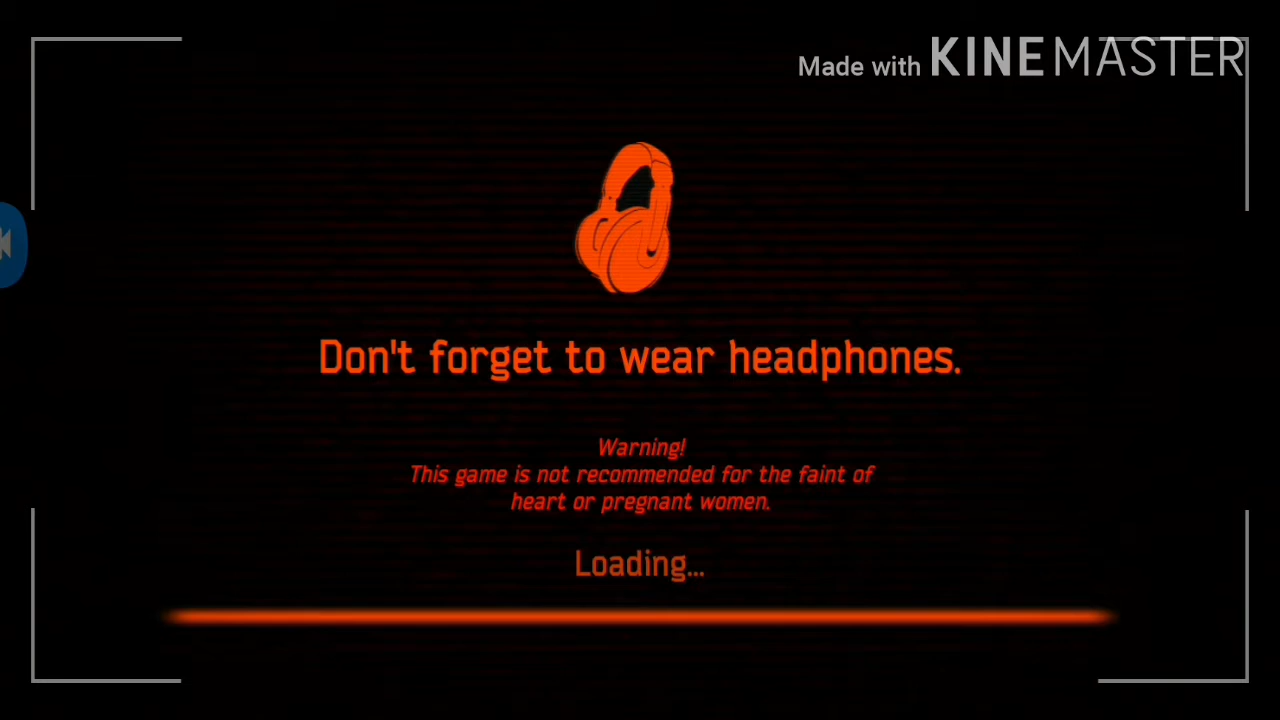 Made with KINEMASTER
Don't forget to wear headphones.
Warning!
This game is not recommended for the faint of
heart or pregnant women.
Loading...